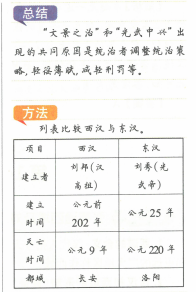 总结
“文景之治”和“光武中兴”出
现的共同原因是统治者调整统治策
略,轻徭薄赋,减轻刑罚等。
方法
列表比较西汉与东汉。
项目 西汉 东汉
建立者 刘邦(汉高祖) 刘秀(光武帝)
建立时间 公元前202年 公元25年
灭亡时间 公元9年 公元220年
都城 长安 洛阳